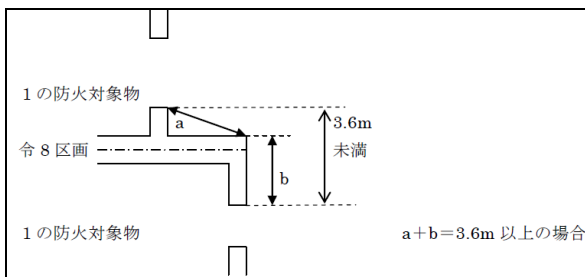 1の防火対象物
a
3.6m
未満
令8区画
b
1の防火対象物
a+b=3.6m 以上の場合